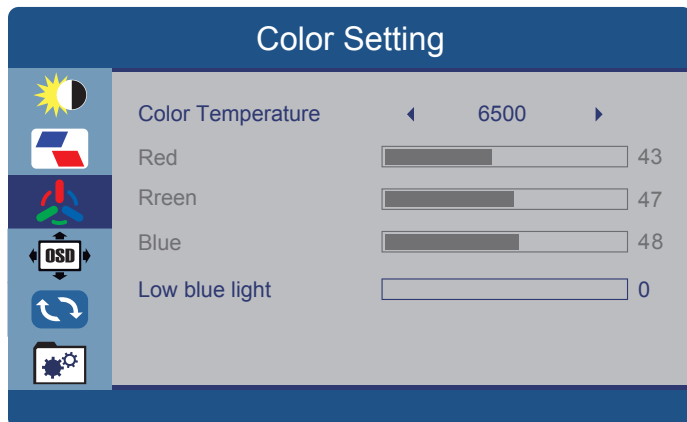 Color Setting
Color Temperature 6500
Red 43
Rreen 47
Blue 48
OSD
Low blue light 0